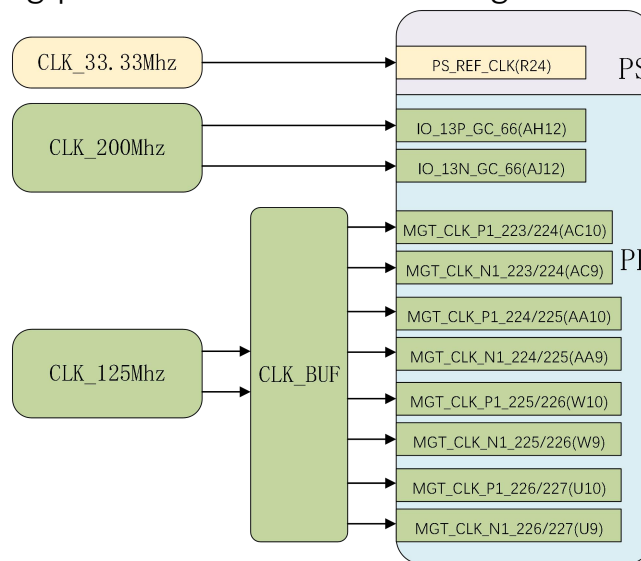 CLK_33.33Mhz
PS_REF_CLK(R24)
PS
CLK_200Mhz
IO_13P_GC_66(AH12)
IO_13N_GC_66(AJ12)
MGT_CLK_P1_223/224(AC10)
MGT_CLK_N1_223/224(AC9)
MGT_CLK_P1_224/225(AA10)
CLK_125Mhz
CLK_BUF
MGT_CLK_N1_224/225(AA9)
MGT_CLK_P1_225/226(W10)
MGT_CLK_N1_225/226(W9)
MGT_CLK_P1_226/227(U10)
MGT_CLK_N1_226/227(U9)